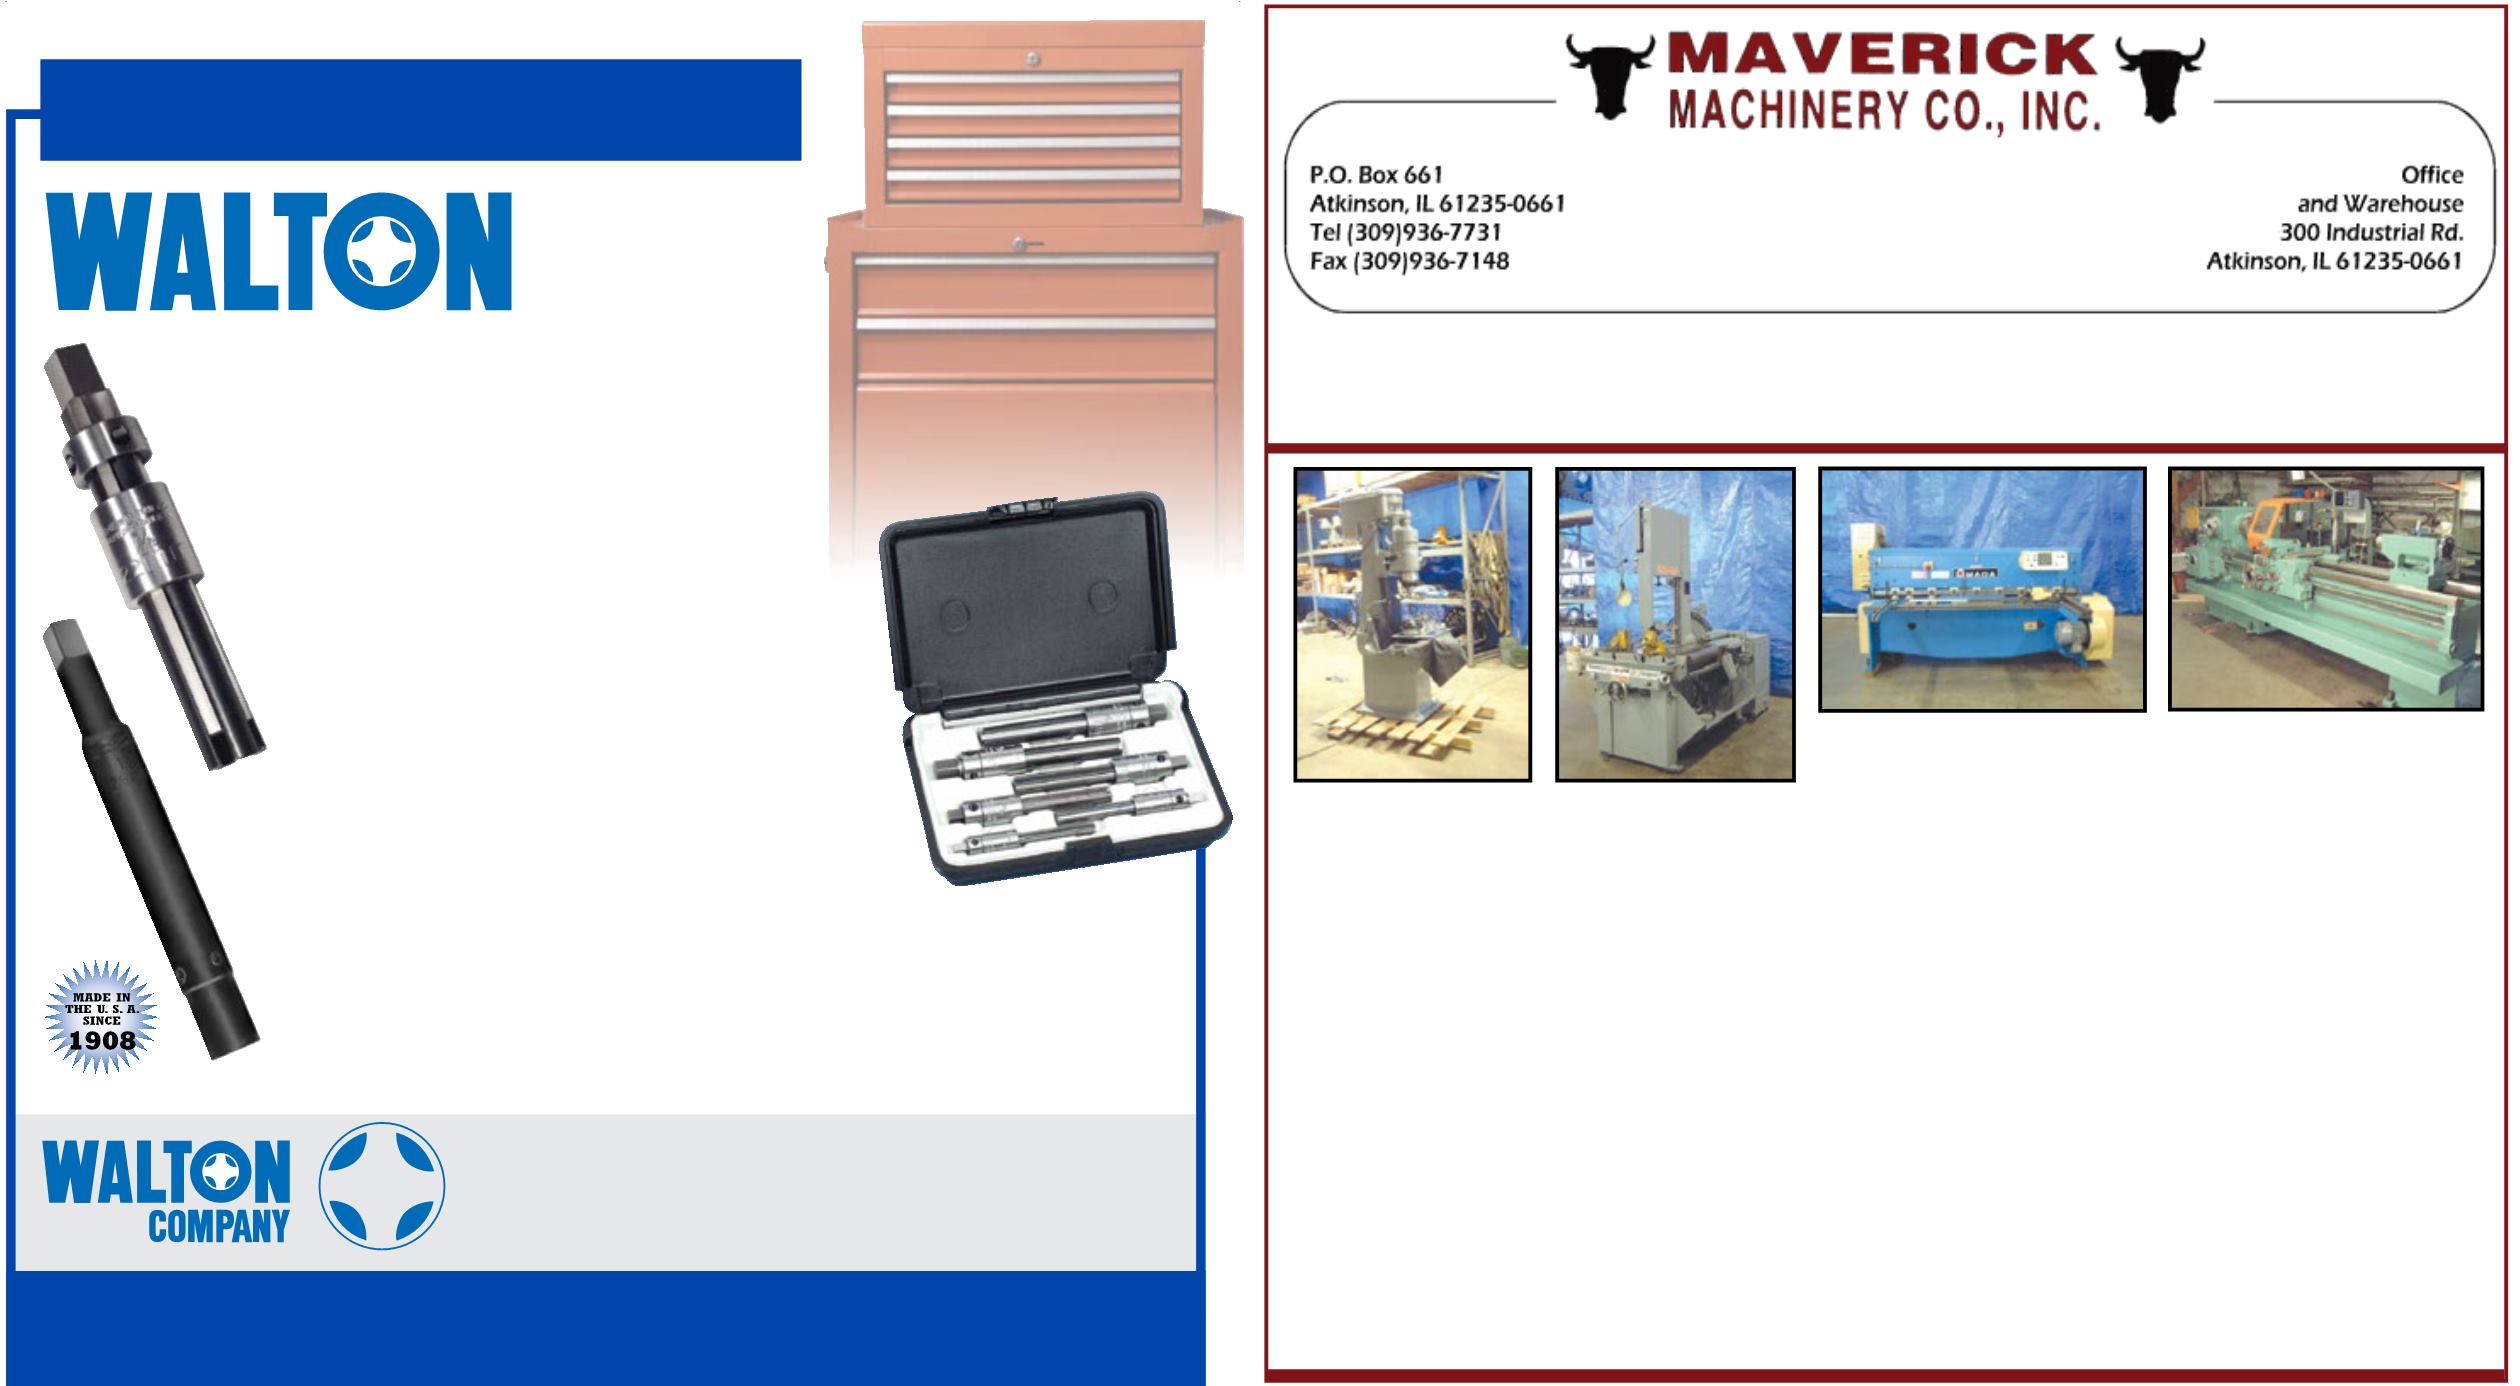 WALTON
MADE IN
THE U. S. A.
SINCE
1908
WALTON
COMPANY
MAVERICK
MACHINERY CO., INC.
P.O. Box 661
Atkinson, IL 61235-0661
Tel (309)936-7731
Fax (309)936-7148
Office
and Warehouse
300 Industrial Rd.
Atkinson, IL 61235-0661
AMADA